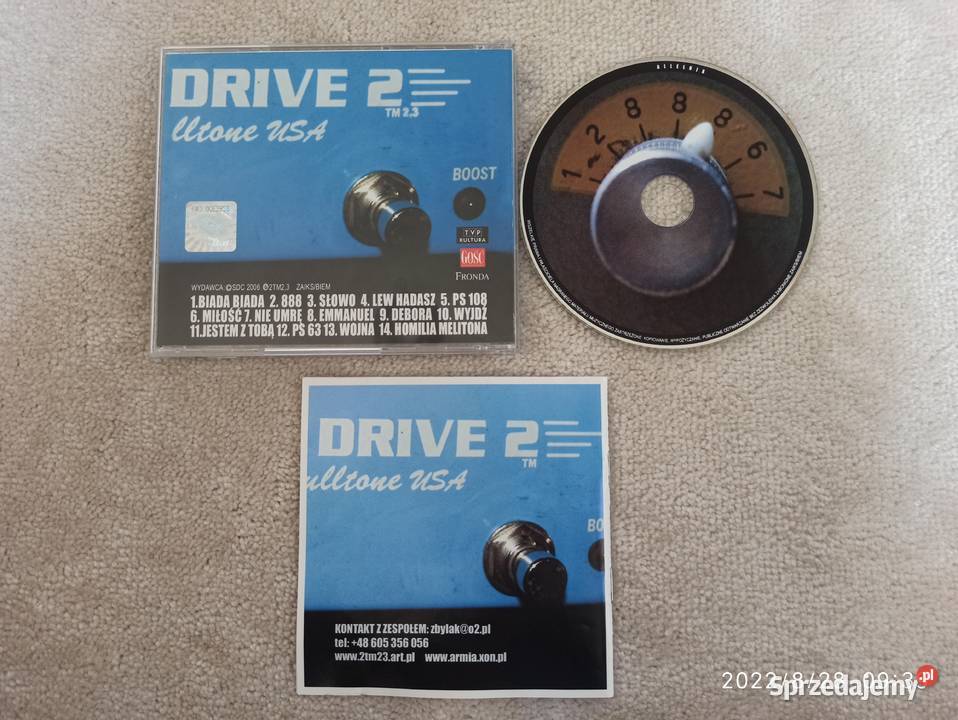 DRIVE 2
TM 2,3
lltone USA
BOOST
TVP
KULTURA
GOŚĆ
FRONDA
WYDAWCA ©SDC 2006 ℗2TM2,3 ZAIKS/BIEM
1.BIADA BIADA 2. 888 3. SŁOWO 4. LEW HADASZ 5. PS 108
6. MIŁOŚĆ 7. NIE UMRĘ 8. EMMANUEL 9. DEBORA 10. WYJDŹ
11.JESTEM Z TOBĄ 12. PS 63 13. WOJNA 14. HOMILIA MELITONA
1 2 8 8 8 6 7
DRIVE 2
TM
ulltone USA
BO
KONTAKT Z ZESPOŁEM: zbylak@o2.pl
tel: +48 605 356 056
www.2tm23.art.pl www.armia.xon.pl
2022/8/28
Sprzedajemy.pl